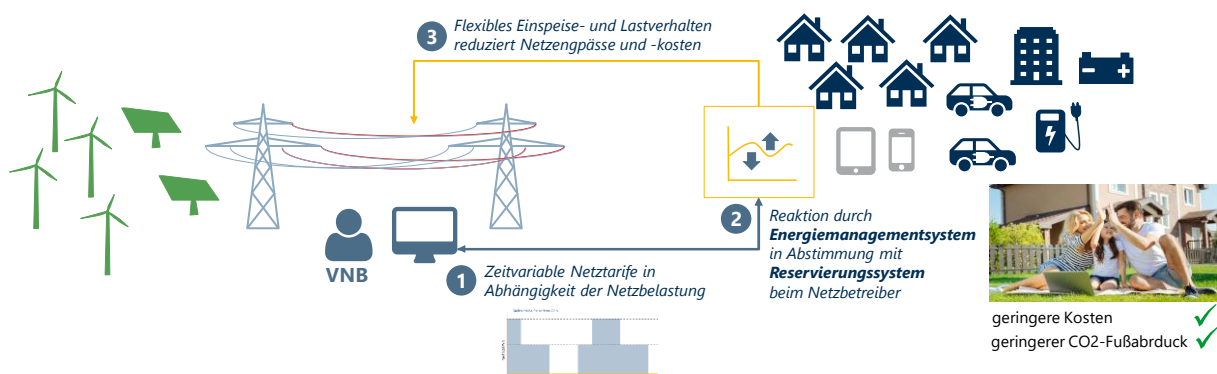 3
Flexibles Einspeise- und Lastverhalten
reduziert Netzengpässe und -kosten
VNB
1
Zeitvariable Netztarife in
Abhängigkeit der Netzbelastung
2
Reaktion durch
Energiemanagementsystem
in Abstimmung mit
Reservierungssystem
beim Netzbetreiber
geringere Kosten
geringerer CO2-Fußabrduck